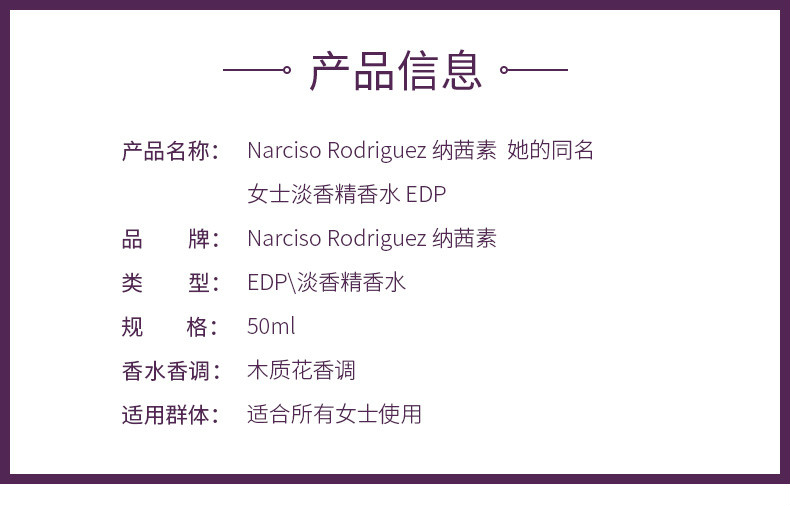 产品信息
产品名称： Narciso Rodriguez 纳茜素 她的同名
女士淡香精香水 EDP
品 牌： Narciso Rodriguez 纳茜素
类 型： EDP\淡香精香水
规 格： 50ml
香水香调： 木质花香调
适用群体： 适合所有女士使用